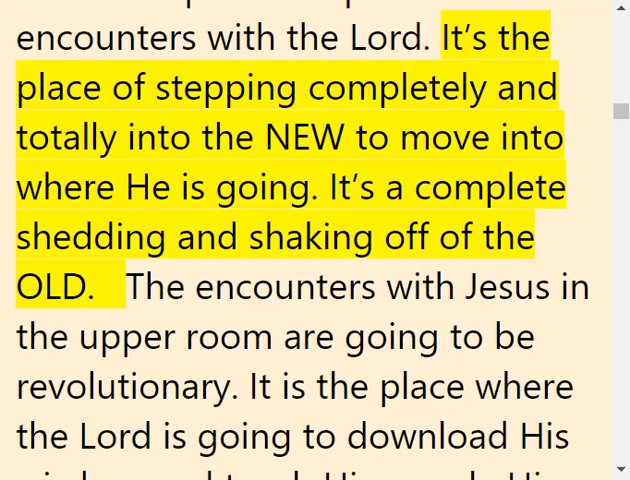 encounters with the Lord. It's the
place of stepping completely and
totally into the NEW to move into
where He is going. It's a complete
shedding and shaking off of the
OLD. The encounters with Jesus in
the upper room are going to be
revolutionary. It is the place where
the Lord is going to download His